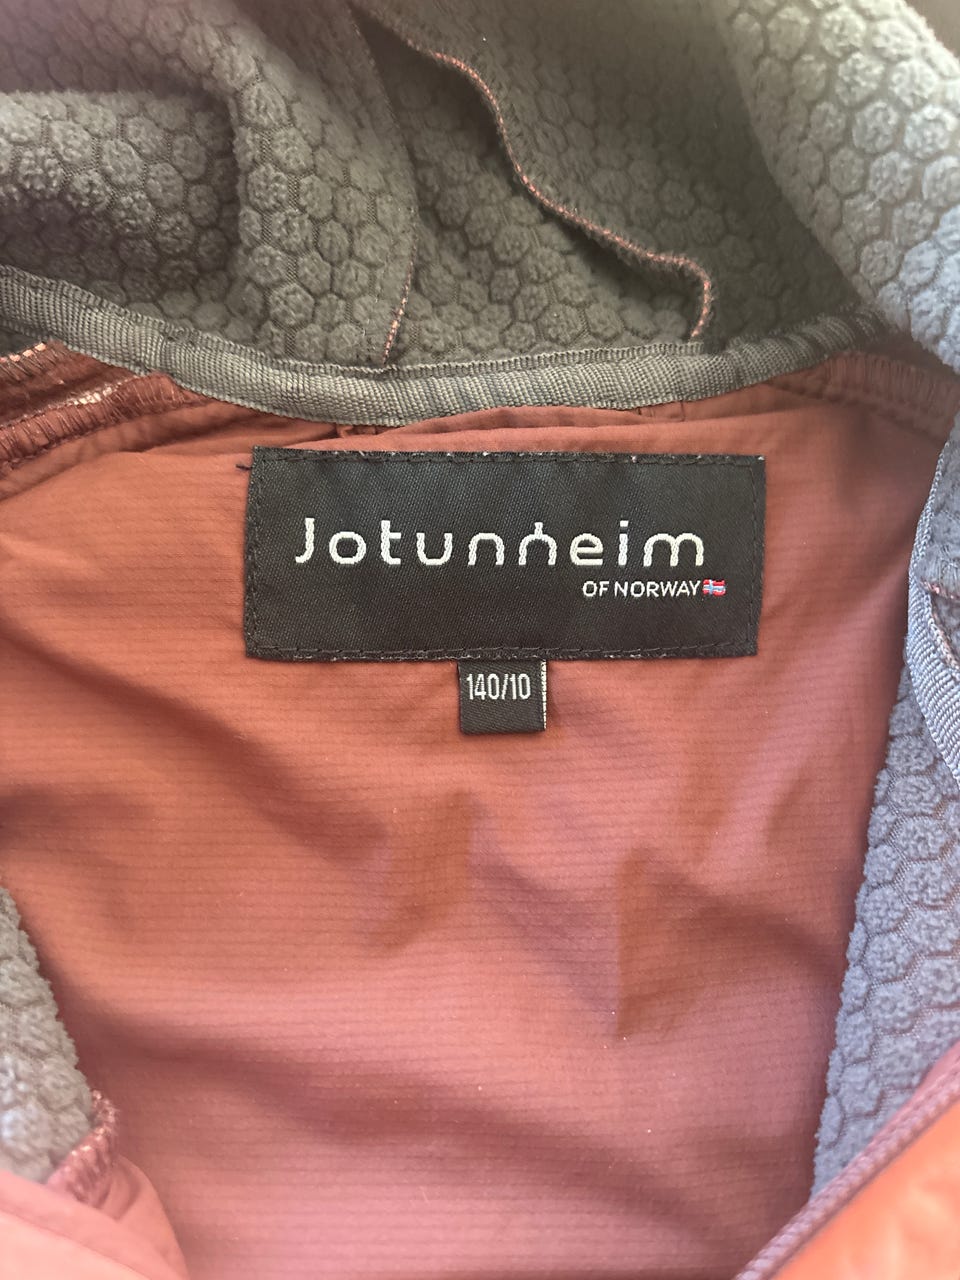 Jotunheim
OF NORWAY
140/10